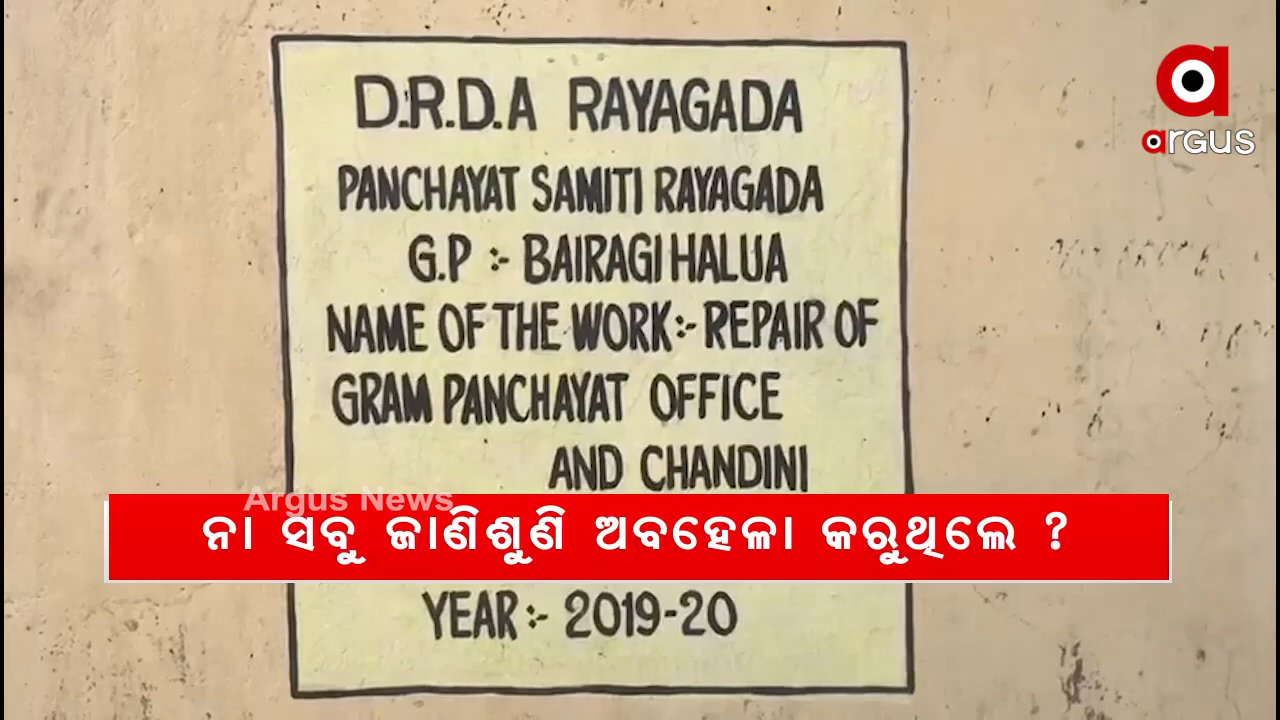 D.R.D.A RAYAGADA
PANCHAYAT SAMITI RAYAGADA
G.P :- BAIRAGI HALUA
NAME OF THE WORK:- REPAIR OF
GRAM PANCHAYAT OFFICE
AND CHANDINI
Argus News
ନା ସବୁ ଜାଣିଶୁଣି ଅବହେଳା କରୁଥିଲେ ?
YEAR:- 2019-20
argus